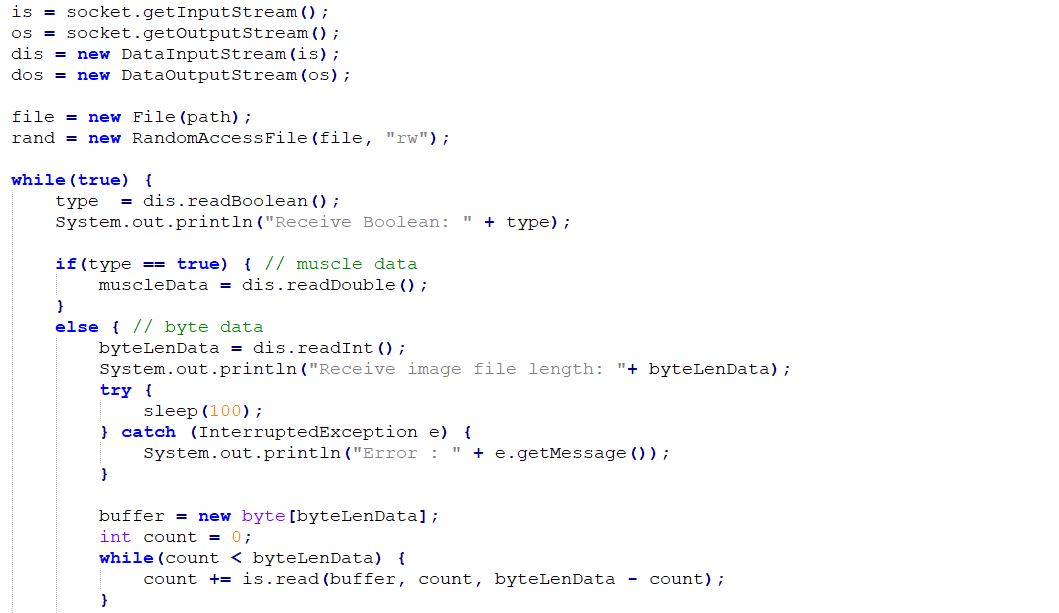 is = socket.getInputStream();
os = socket.getOutputStream();
dis = new DataInputStream(is);
dos = new DataOutputStream(os);

file = new File(path);
rand = new RandomAccessFile(file, "rw");

while(true) {
    type  = dis.readBoolean();
    System.out.println("Receive Boolean: " + type);

    if(type == true) { // muscle data
        muscleData = dis.readDouble();
    }
    else { // byte data
        byteLenData = dis.readInt();
        System.out.println("Receive image file length: "+ byteLenData);
        try {
            sleep(100);
        } catch (InterruptedException e) {
            System.out.println("Error : " + e.getMessage());
        }

        buffer = new byte[byteLenData];
        int count = 0;
        while(count < byteLenData) {
            count += is.read(buffer, count, byteLenData - count);
        }